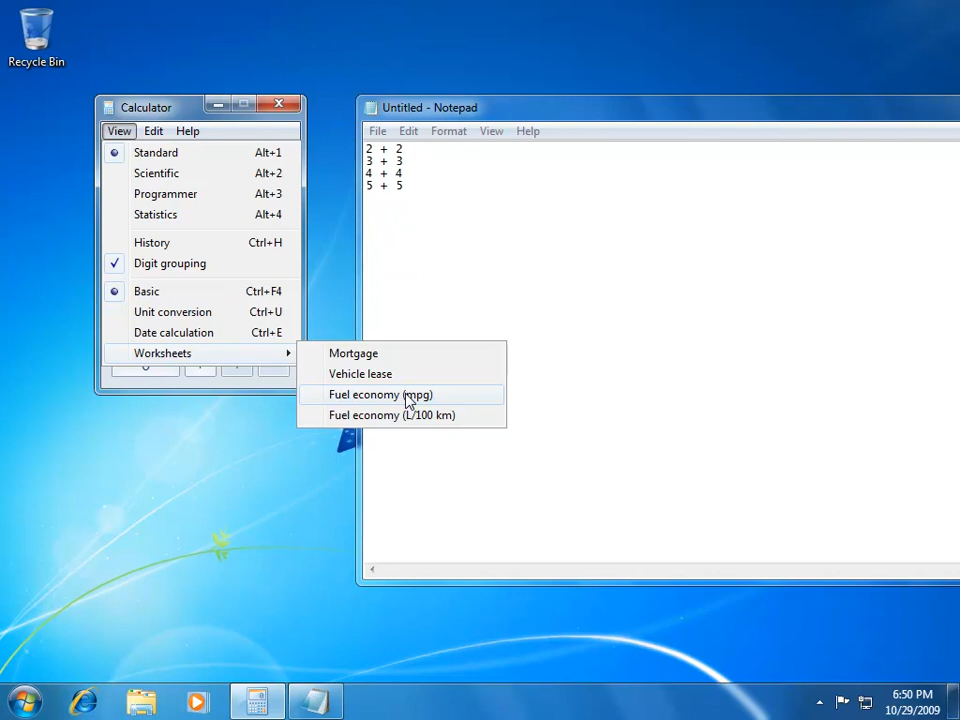 Recycle Bin
Calculator
View Edit Help
Standard Alt+1
Scientific Alt+2
Programmer Alt+3
Statistics Alt+4
History Ctrl+H
Digit grouping
Basic Ctrl+F4
Unit conversion Ctrl+U
Date calculation Ctrl+E
Worksheets
Mortgage
Vehicle lease
Fuel economy (mpg)
Fuel economy (L/100 km)
Untitled - Notepad
File Edit Format View Help
2 + 2
3 + 3
4 + 4
5 + 5
6:50 PM
10/29/2009